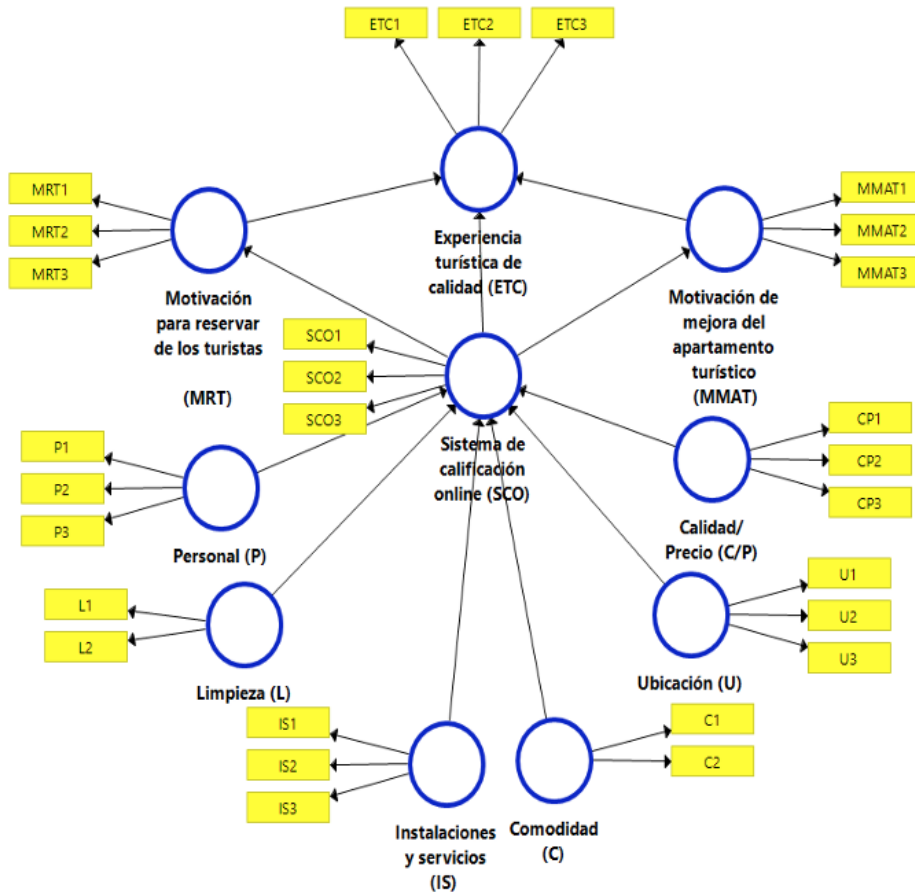 ETC1
ETC2
ETC3
MRT1
MRT2
MRT3
MMAT1
MMAT2
MMAT3
Experiencia
turística de
calidad (ETC)
Motivación
para reservar
de los turistas
(MRT)
Motivación de
mejora del
apartamento
turístico
(MMAT)
SCO1
SCO2
SCO3
Sistema de
calificación
online (SCO)
P1
P2
P3
Personal (P)
CP1
CP2
CP3
Calidad/
Precio (C/P)
L1
L2
Limpieza (L)
U1
U2
U3
Ubicación (U)
IS1
IS2
IS3
Instalaciones
y servicios
(IS)
C1
C2
Comodidad
(C)